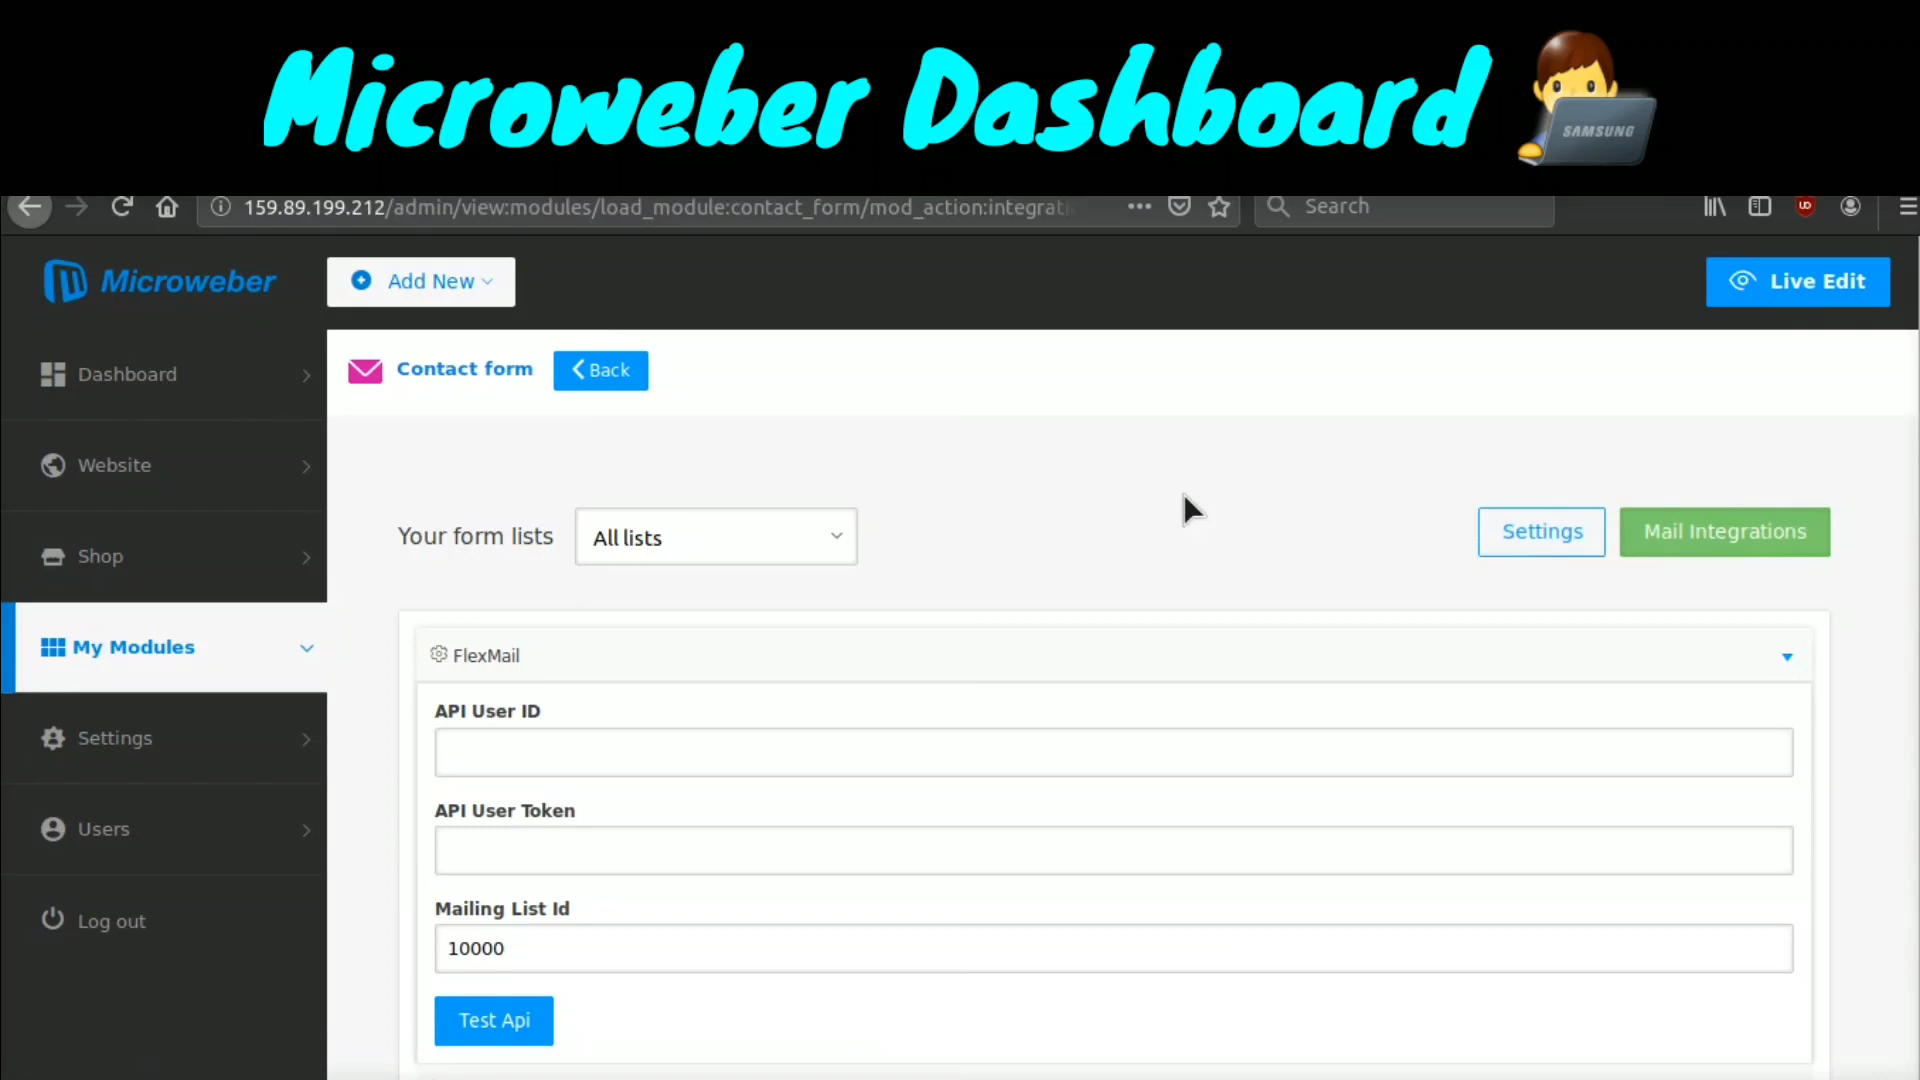 Microweber Dashboard
SAMSUNG
159.89.199.212/admin/view:modules/load_module:contact_form/mod_action:integrati
Search
Microweber
Add New
Live Edit
Dashboard
Contact form
Back
Website
Your form lists
All lists
Settings
Mail Integrations
Shop
My Modules
FlexMail
API User ID
Settings
API User Token
Users
Mailing List Id
10000
Log out
Test Api